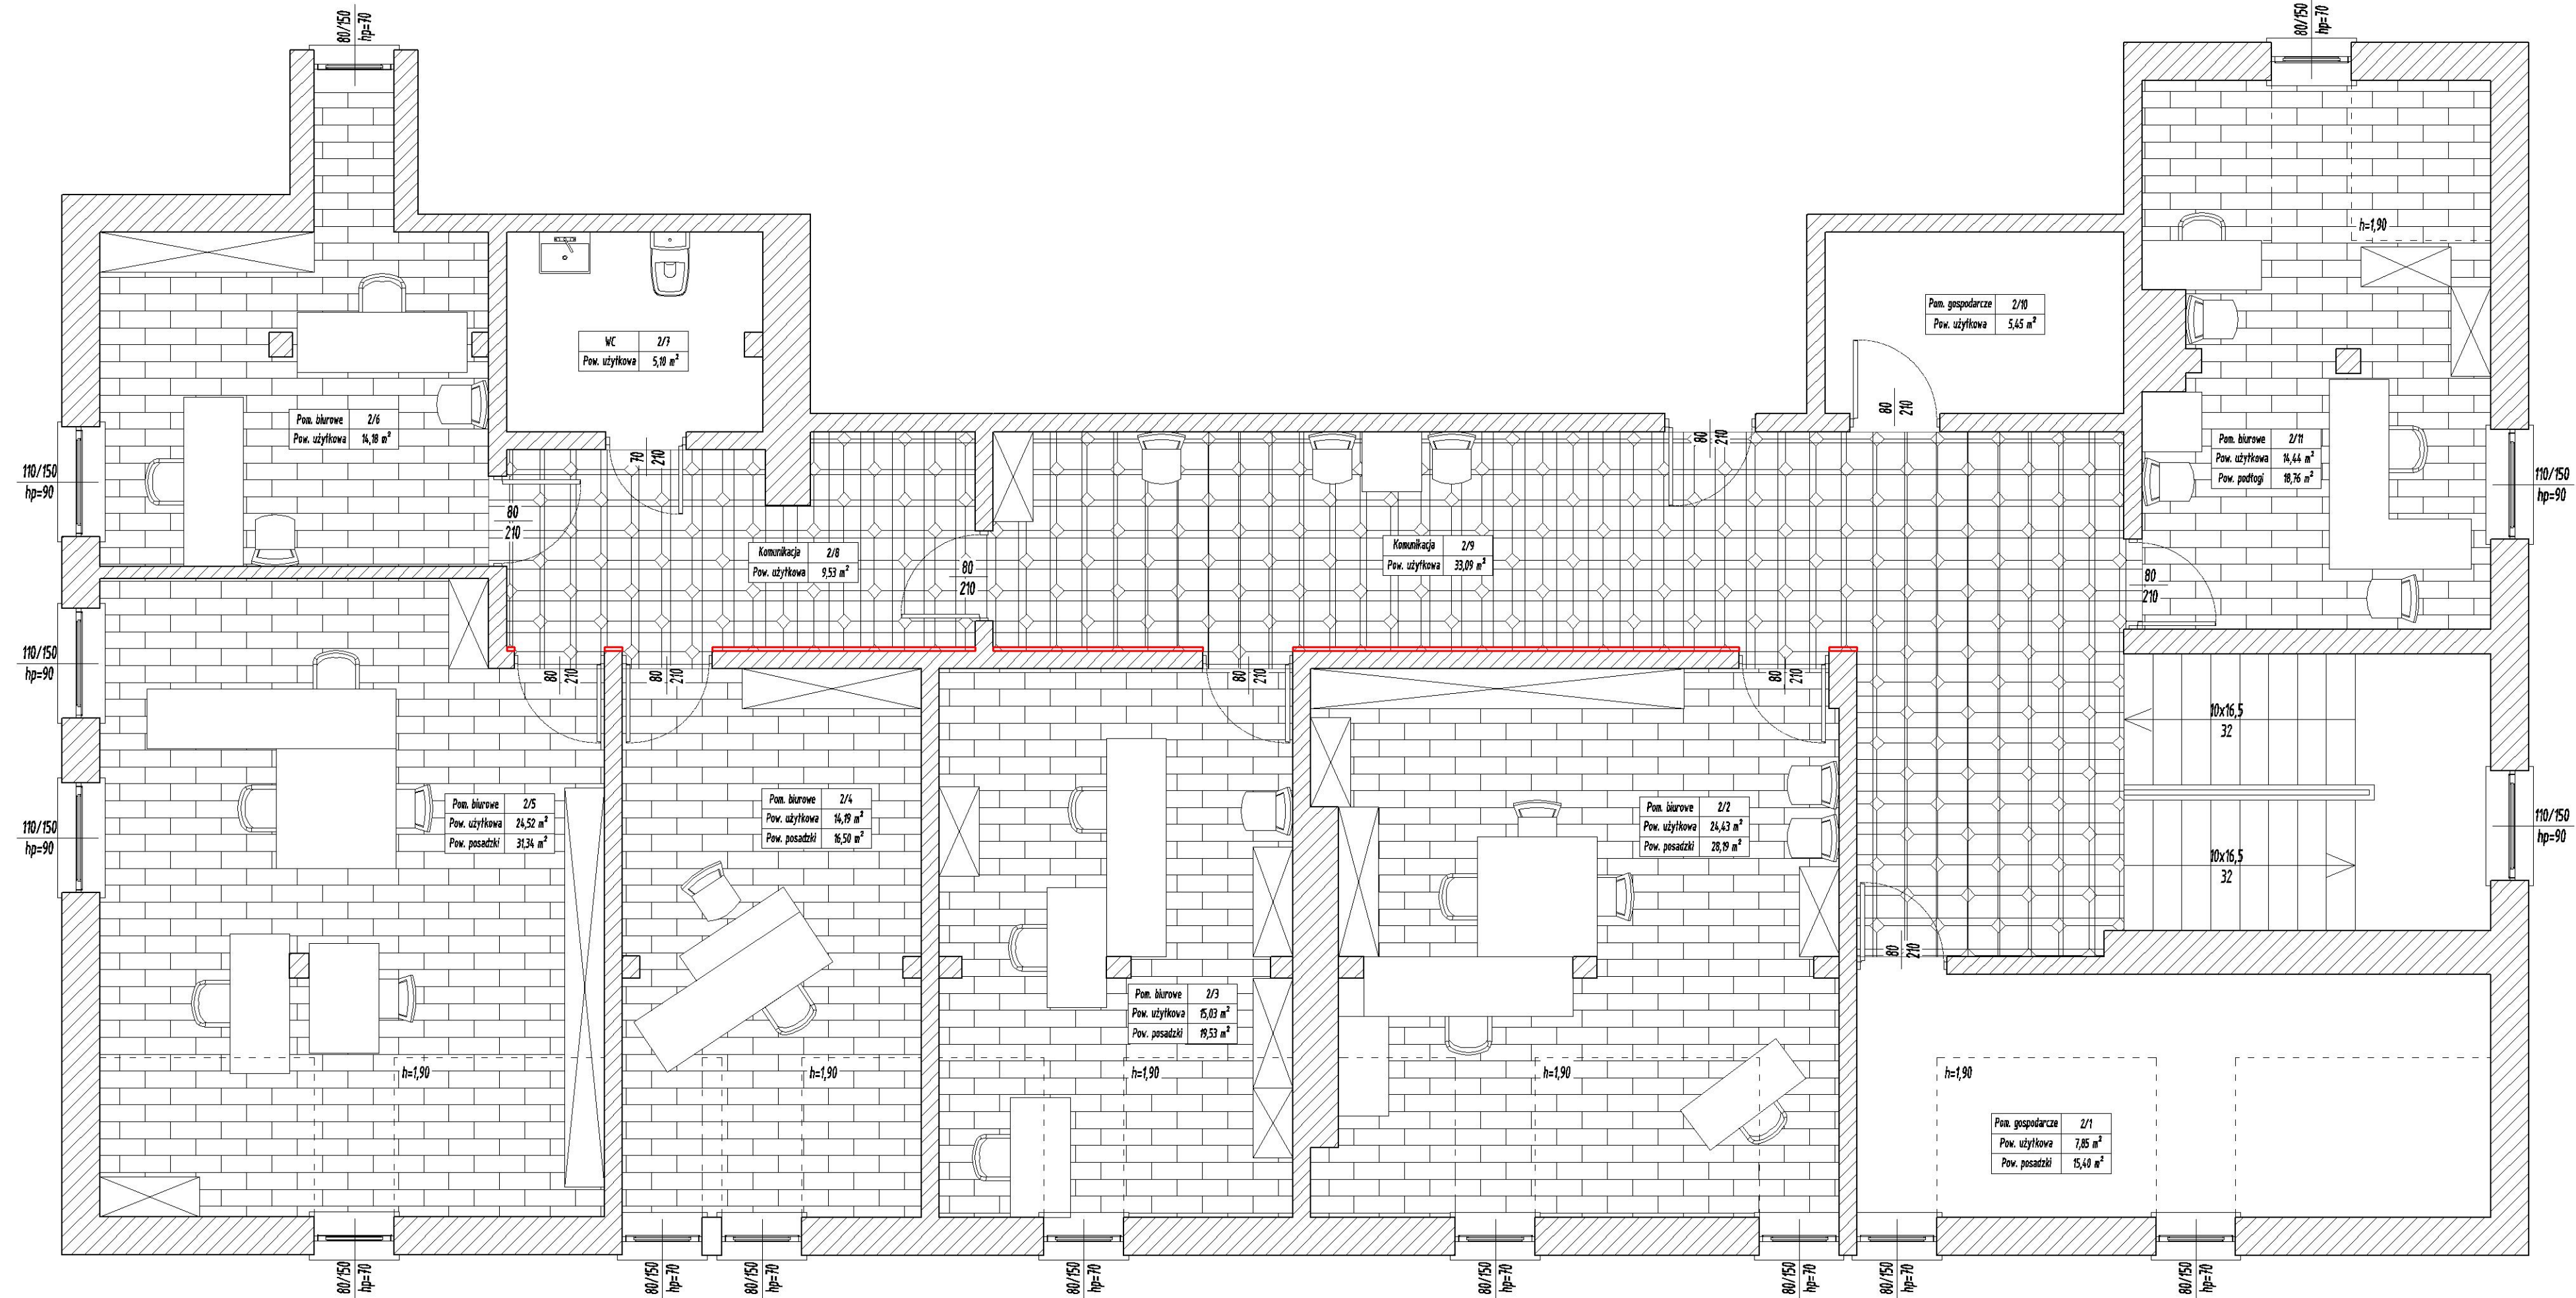 80/150
hp=70
80/150
hp=70
h=1,90
Pom. gospodarcze 2/10
Pow. użytkowa 5,45 m²
WC 2/7
Pow. użytkowa 5,10 m²
Pom. biurowe 2/6
Pow. użytkowa 14,18 m²
80
210
80
210
Pom. biurowe 2/11
Pow. użytkowa 14,44 m²
Pow. podłogi 18,76 m²
70
210
110/150
hp=90
110/150
hp=90
80
210
Komunikacja 2/8
Pow. użytkowa 9,53 m²
80
210
Komunikacja 2/9
Pow. użytkowa 33,09 m²
80
210
110/150
hp=90
80
210
80
210
80
210
80
210
10x16,5
32
Pom. biurowe 2/5
Pow. użytkowa 24,52 m²
Pow. posadzki 31,34 m²
Pom. biurowe 2/4
Pow. użytkowa 14,19 m²
Pow. posadzki 16,50 m²
Pom. biurowe 2/2
Pow. użytkowa 24,43 m²
Pow. posadzki 28,19 m²
110/150
hp=90
110/150
hp=90
10x16,5
32
80
210
Pom. biurowe 2/3
Pow. użytkowa 15,03 m²
Pow. posadzki 19,53 m²
h=1,90
h=1,90
h=1,90
h=1,90
h=1,90
Pom. gospodarcze 2/1
Pow. użytkowa 7,85 m²
Pow. posadzki 15,40 m²
80/150
hp=70
80/150
hp=70
80/150
hp=70
80/150
hp=70
80/150
hp=70
80/150
hp=70
80/150
hp=70
80/150
hp=70